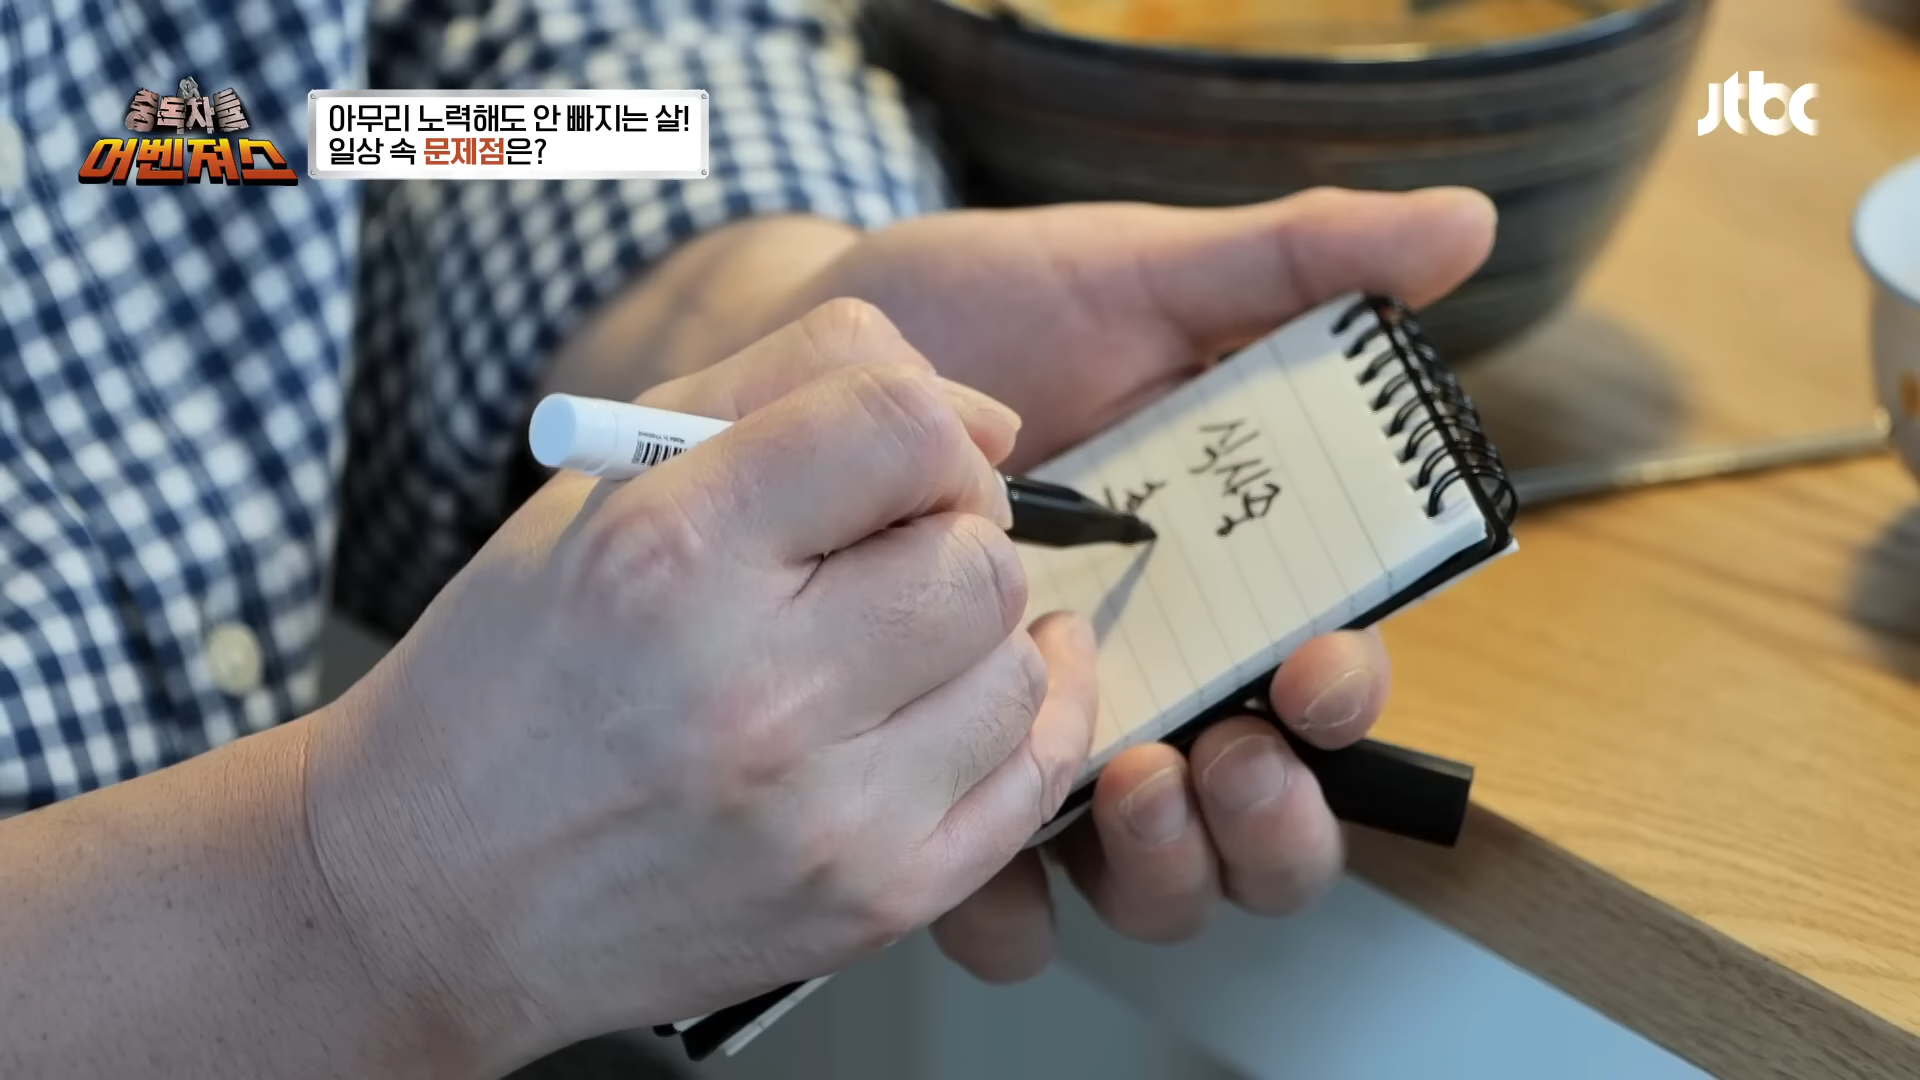 중독자들
어벤져스
아무리 노력해도 안 빠지는 살!
일상 속 문제점은?
jtbc
식사요